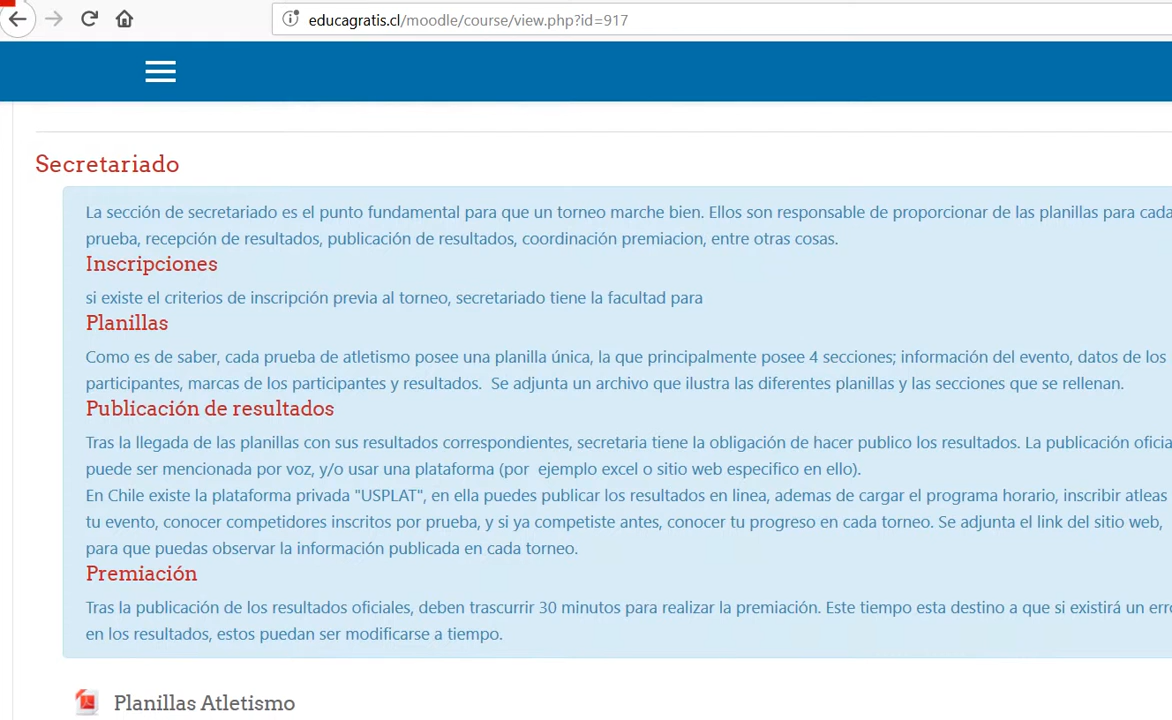 educagratis.cl/moodle/course/view.php?id=917
Secretariado
La sección de secretariado es el punto fundamental para que un torneo marche bien. Ellos son responsable de proporcionar de las planillas para cada
prueba, recepción de resultados, publicación de resultados, coordinación premiacion, entre otras cosas.
Inscripciones
si existe el criterios de inscripción previa al torneo, secretariado tiene la facultad para
Planillas
Como es de saber, cada prueba de atletismo posee una planilla única, la que principalmente posee 4 secciones; información del evento, datos de los
participantes, marcas de los participantes y resultados.  Se adjunta un archivo que ilustra las diferentes planillas y las secciones que se rellenan.
Publicación de resultados
Tras la llegada de las planillas con sus resultados correspondientes, secretaria tiene la obligación de hacer publico los resultados. La publicación oficia
puede ser mencionada por voz, y/o usar una plataforma (por  ejemplo excel o sitio web especifico en ello).
En Chile existe la plataforma privada "USPLAT", en ella puedes publicar los resultados en linea, ademas de cargar el programa horario, inscribir atleas
tu evento, conocer competidores inscritos por prueba, y si ya competiste antes, conocer tu progreso en cada torneo. Se adjunta el link del sitio web,
para que puedas observar la información publicada en cada torneo.
Premiación
Tras la publicación de los resultados oficiales, deben trascurrir 30 minutos para realizar la premiación. Este tiempo esta destino a que si existirá un erro
en los resultados, estos puedan ser modificarse a tiempo.
Planillas Atletismo